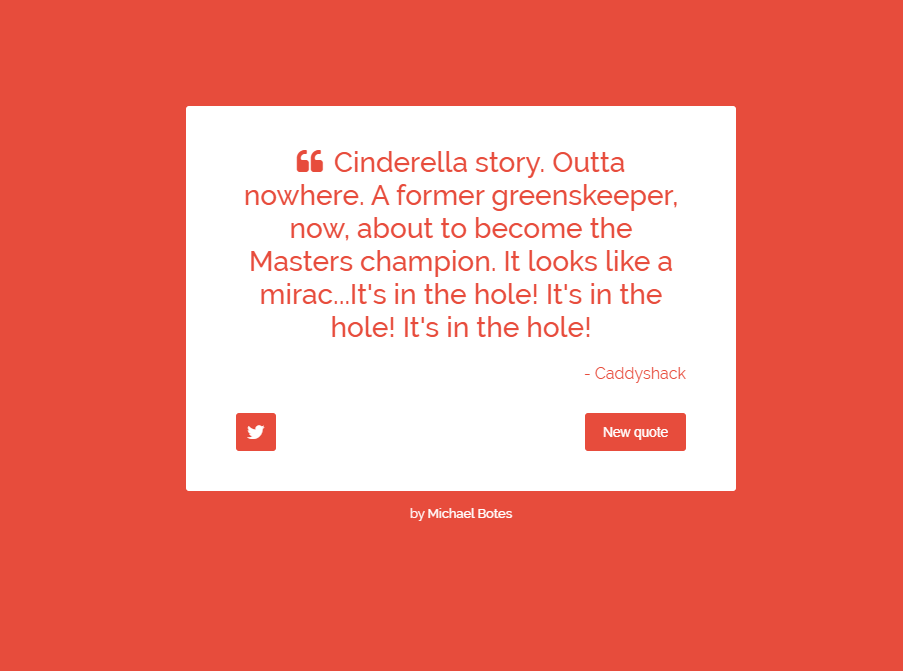 Cinderella story. Outta
nowhere. A former greenskeeper,
now, about to become the
Masters champion. It looks like a
mirac...It's in the hole! It's in the
hole! It's in the hole!
- Caddyshack
New quote
by Michael Botes